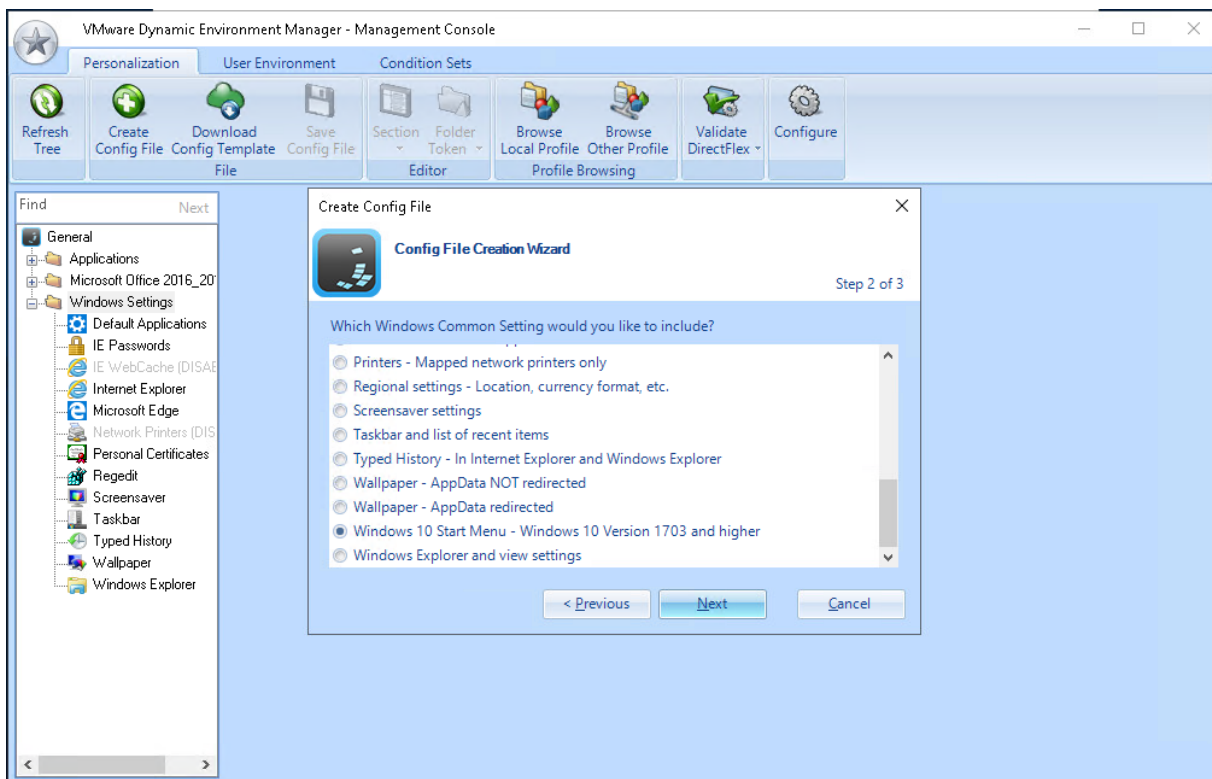 VMware Dynamic Environment Manager - Management Console
Personalization User Environment Condition Sets
Refresh Tree
Create Config File
Download Config Template
Save Config File
File
Section
Folder Token
Editor
Browse Local Profile
Browse Other Profile
Profile Browsing
Validate DirectFlex
Configure
Find Next
General
Applications
Microsoft Office 2016_20
Windows Settings
Default Applications
IE Passwords
IE WebCache (DISAE
Internet Explorer
Microsoft Edge
Network Printers (DIS
Personal Certificates
Regedit
Screensaver
Taskbar
Typed History
Wallpaper
Windows Explorer
Create Config File
Config File Creation Wizard
Step 2 of 3
Which Windows Common Setting would you like to include?
Printers - Mapped network printers only
Regional settings - Location, currency format, etc.
Screensaver settings
Taskbar and list of recent items
Typed History - In Internet Explorer and Windows Explorer
Wallpaper - AppData NOT redirected
Wallpaper - AppData redirected
Windows 10 Start Menu - Windows 10 Version 1703 and higher
Windows Explorer and view settings
< Previous Next Cancel